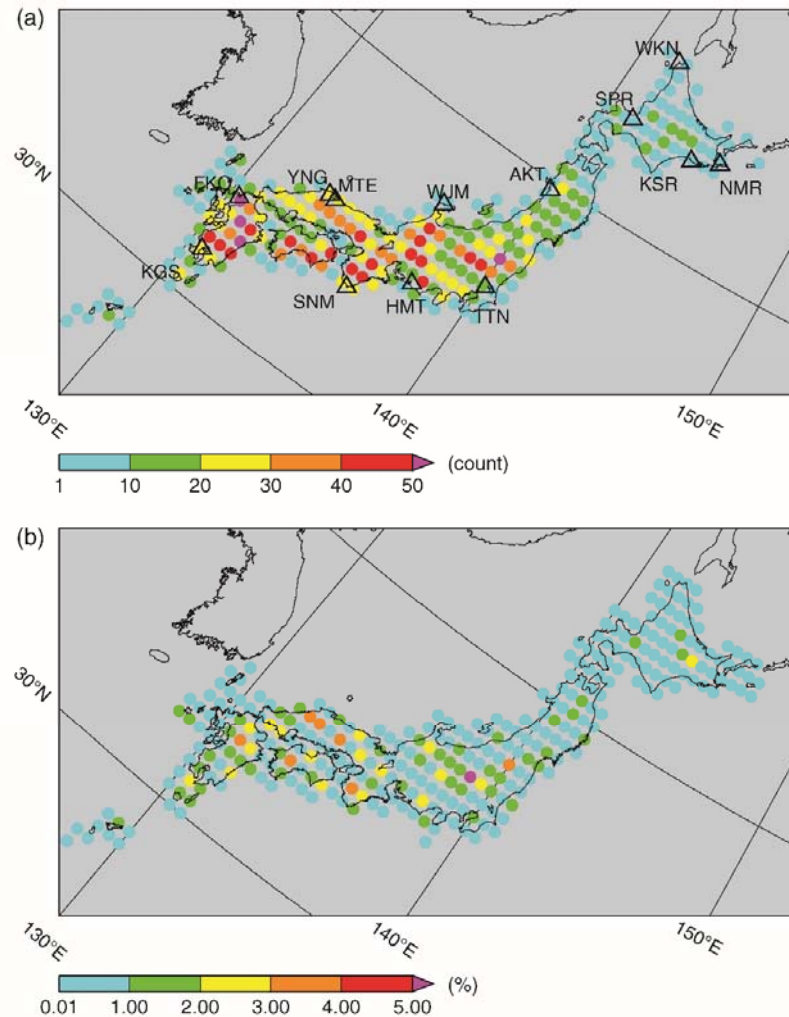 (a)
WKN
SPR
FKO
YNG
MTE
WJM
AKT
KSR
NMR
KGS
SNM
HMT
TTN
30°N
130°E
140°E
150°E
1 10 20 30 40 50 (count)
(b)
30°N
130°E
140°E
150°E
0.01 1.00 2.00 3.00 4.00 5.00 (%)